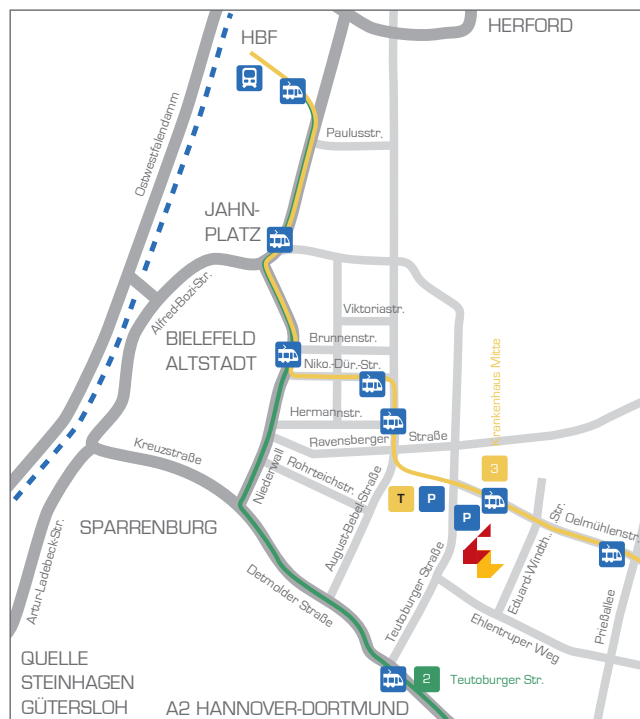 HERFORD
HBF
Ostwestfalendamm
Paulusstr.
JAHN-
PLATZ
Alfred-Bozi-Str.
Viktoriastr.
BIELEFELD
ALTSTADT
Brunnenstr.
Niko.-Dür.-Str.
Hermannstr.
Ravensberger Straße
Krankenhaus Mitte
3
Kreuzstraße
Niederwall
Rohrteichstr.
August-Bebel-Straße
T
P
P
Oelmühlenstr.
Eduard-Windth.. Str.
SPARRENBURG
Artur-Ladebeck-Str.
Detmolder Straße
Teutoburger Straße
Ehlentruper Weg
Prießallee
QUELLE
STEINHAGEN
GÜTERSLOH
2
Teutoburger Str.
A2 HANNOVER-DORTMUND